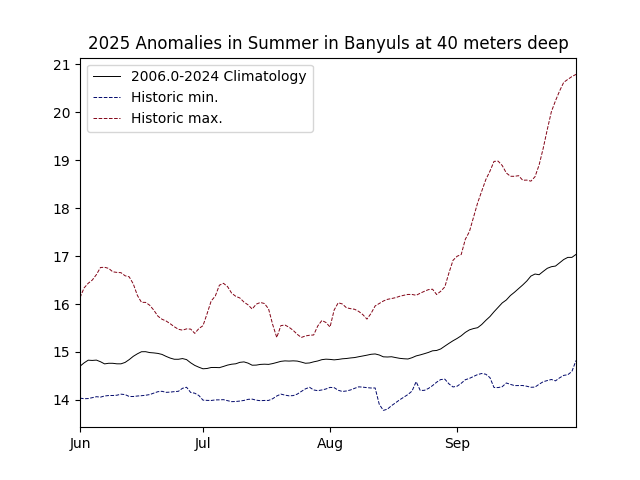 2025 Anomalies in Summer in Banyuls at 40 meters deep
21
20
19
18
17
16
15
14
2006.0-2024 Climatology
Historic min.
Historic max.
Jun Jul Aug Sep